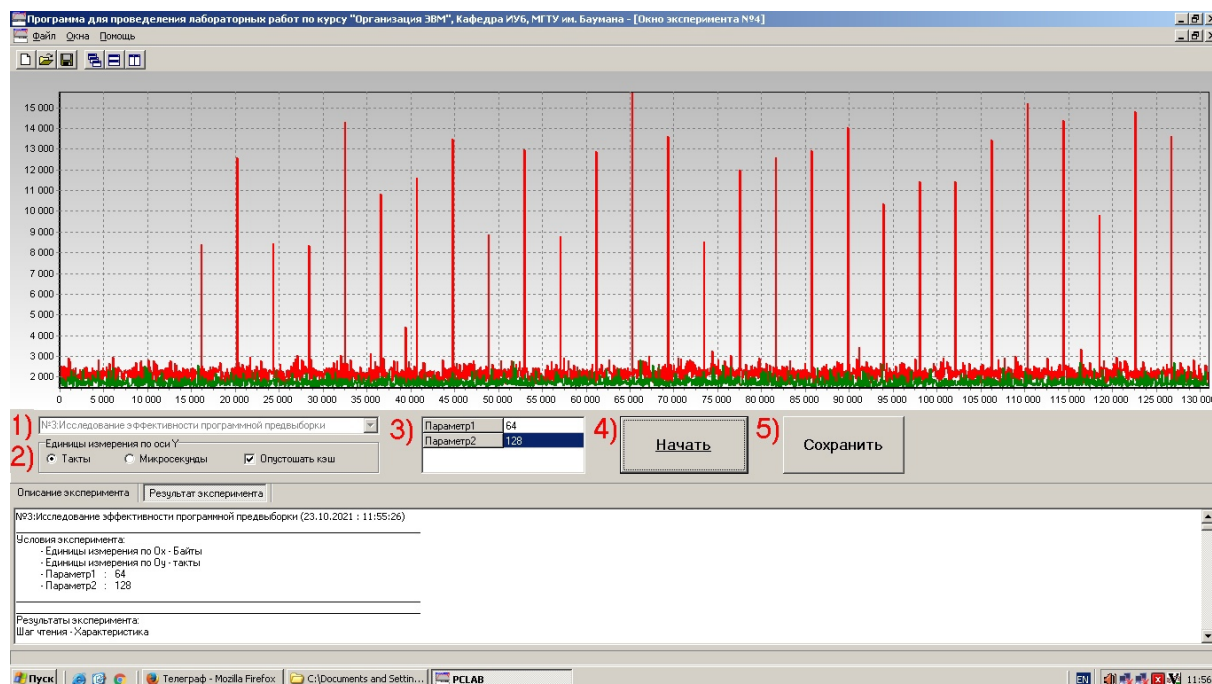 Программа для проведеления лабораторных работ по курсу "Организация ЭВМ", Кафедра ИУ6, МГТУ им. Баумана - [Окно эксперимента №4]
Файл Окна Помощь
15 000
14 000
13 000
12 000
11 000
10 000
9 000
8 000
7 000
6 000
5 000
4 000
3 000
2 000
0 5 000 10 000 15 000 20 000 25 000 30 000 35 000 40 000 45 000 50 000 55 000 60 000 65 000 70 000 75 000 80 000 85 000 90 000 95 000 100 000 105 000 110 000 115 000 120 000 125 000 130 000
1) №3:Исследование эффективности программной предвыборки
2) Единицы измерения по оси Y
Такты Микросекунды Опустошать кэш
3) Параметр1 64
Параметр2 128
4) Начать
5) Сохранить
Описание эксперимента Результат эксперимента
№3:Исследование эффективности программной предвыборки (23.10.2021 : 11:55:26)
Условия эксперимента:
- Единицы измерения по Ox - Байты
- Единицы измерения по Oy - такты
- Параметр1 : 64
- Параметр2 : 128
Результаты эксперимента:
Шаг чтения - Характеристика
Пуск Телеграф - Mozilla Firefox C:\Documents and Settin... PCLAB EN 11:56